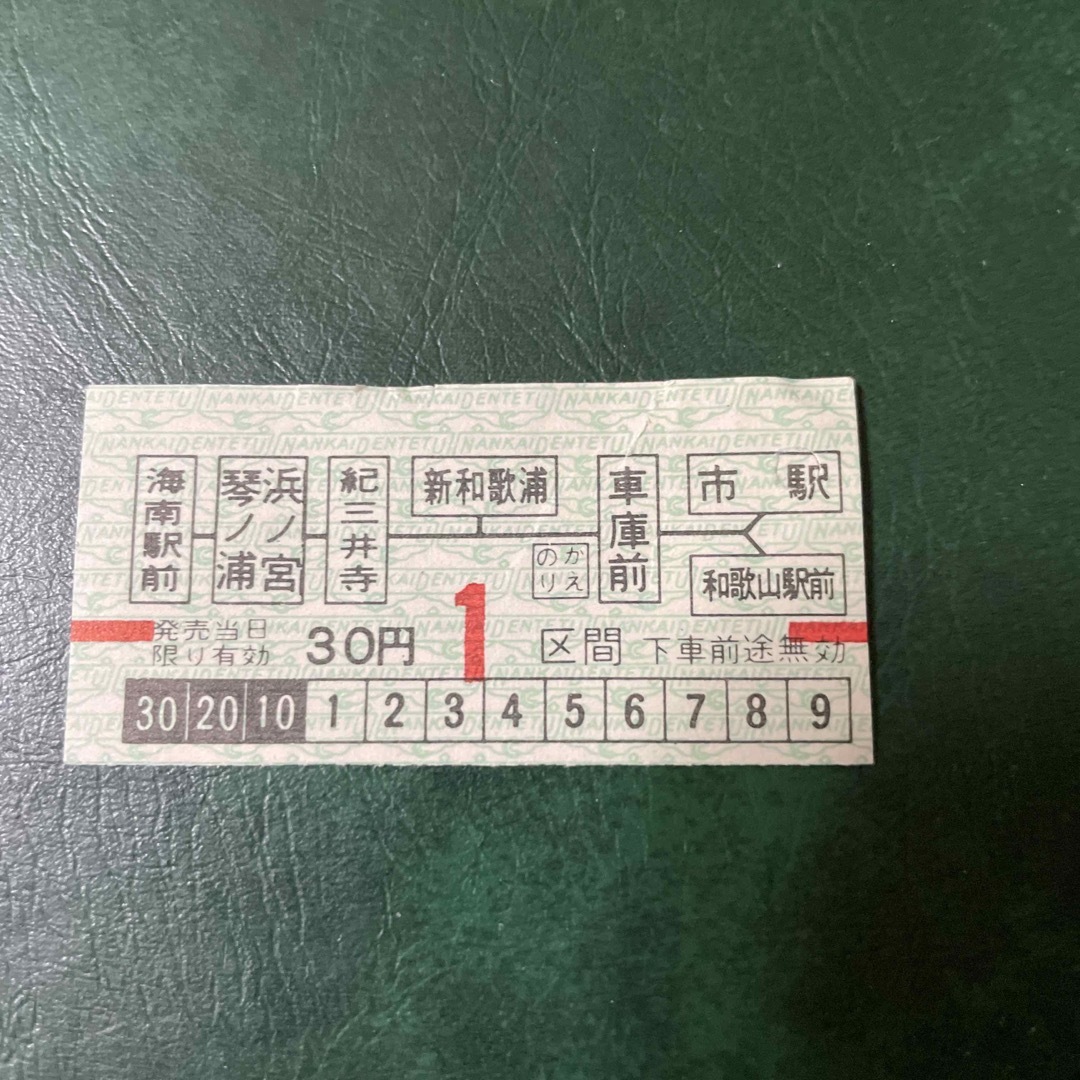 NANKAIDENTETU NANKAIDENTETU NANKAIDENTETU NANKAIDENTETU
海南駅前
琴ノ浦
浜ノ宮
紀三井寺
新和歌浦
のりかえ
車庫前
市駅
和歌山駅前
発売当日
限り有効
30円
1
区間
下車前途無効
30 20 10 1 2 3 4 5 6 7 8 9